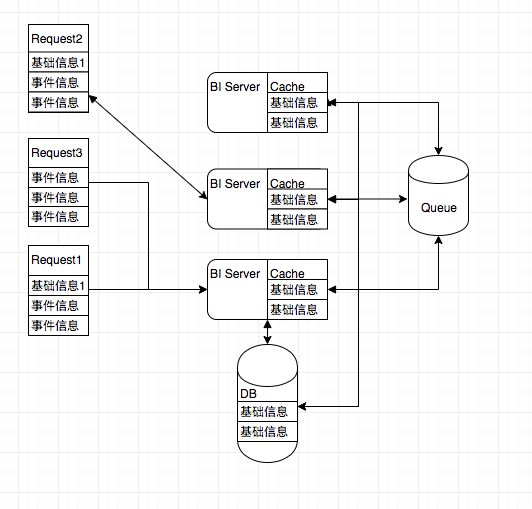 Request2
基础信息1
事件信息
事件信息
Request3
事件信息
事件信息
事件信息
Request1
基础信息1
事件信息
事件信息
BI Server
Cache
基础信息
基础信息
BI Server
Cache
基础信息
基础信息
BI Server
Cache
基础信息
基础信息
Queue
DB
基础信息
基础信息